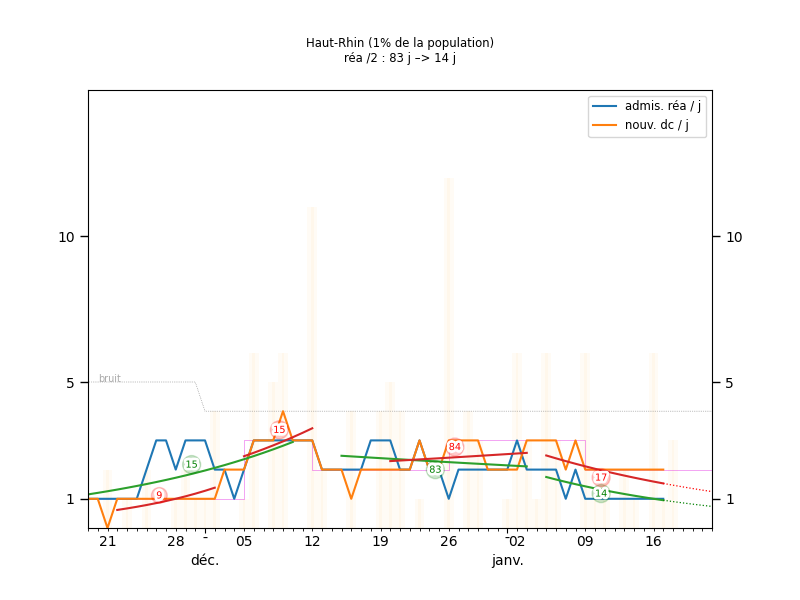 Haut-Rhin (1% de la population)
réa /2 : 83 j –> 14 j
admis. réa / j
nouv. dc / j
10 10
bruit
5 5
15
84
15
83
9
17
14
1 1
21 28 05 12 19 26 02 09 16
déc. janv.